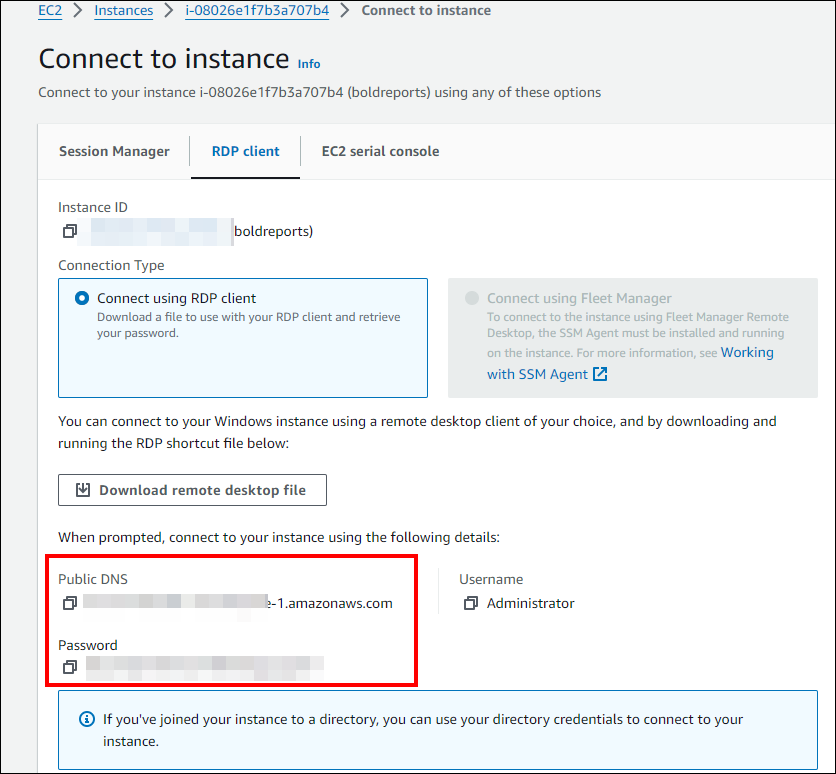 EC2 > Instances > i-08026e1f7b3a707b4 > Connect to instance
Connect to instance Info
Connect to your instance i-08026e1f7b3a707b4 (boldreports) using any of these options
Session Manager RDP client EC2 serial console
Instance ID
boldreports)
Connection Type
Connect using RDP client
Download a file to use with your RDP client and retrieve
your password.
Connect using Fleet Manager
To connect to the instance using Fleet Manager Remote
Desktop, the SSM Agent must be installed and running
on the instance. For more information, see Working
with SSM Agent
You can connect to your Windows instance using a remote desktop client of your choice, and by downloading and
running the RDP shortcut file below:
Download remote desktop file
When prompted, connect to your instance using the following details:
Public DNS
e-1.amazonaws.com
Username
Administrator
Password
If you've joined your instance to a directory, you can use your directory credentials to connect to your
instance.